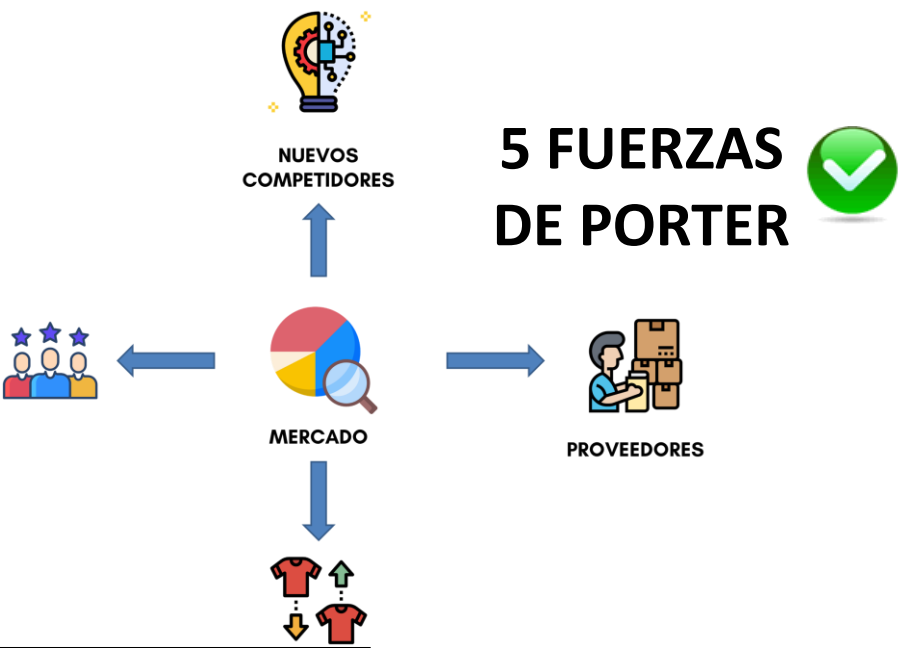 NUEVOS
COMPETIDORES
5 FUERZAS
DE PORTER
MERCADO
PROVEEDORES